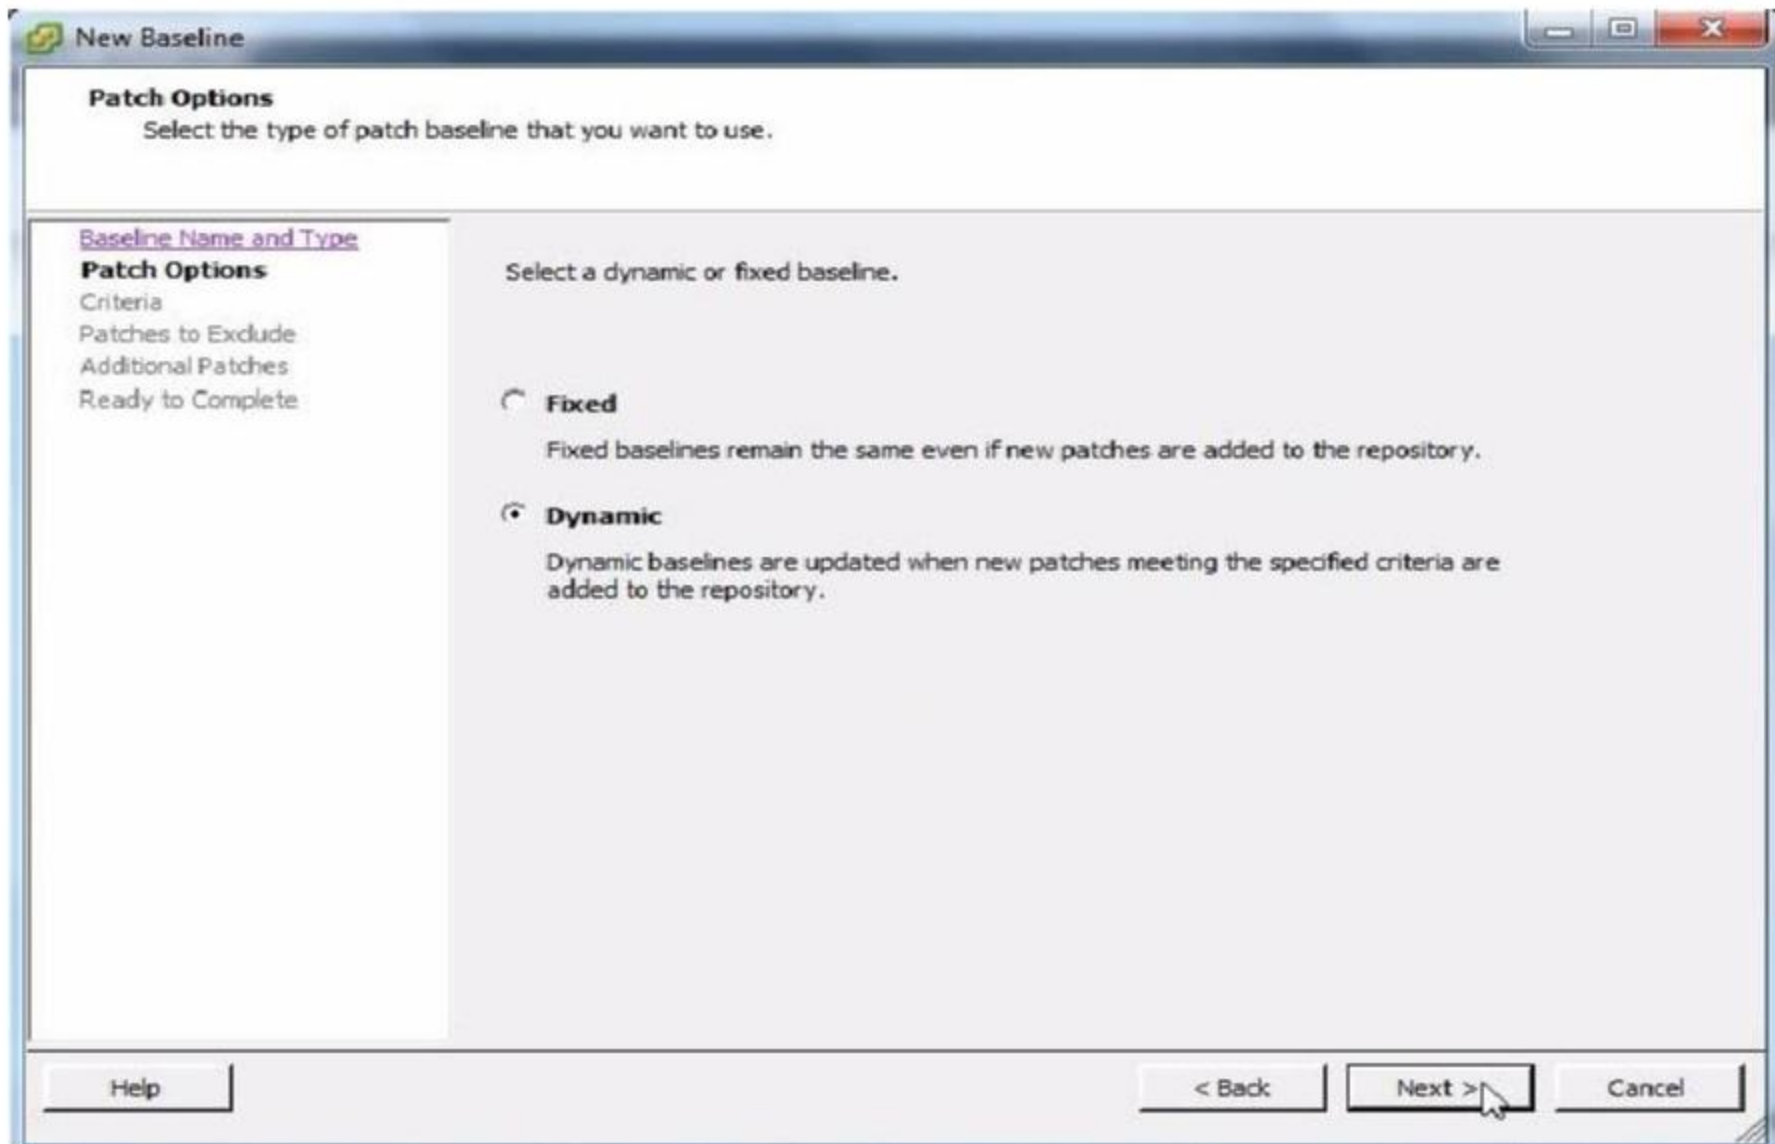 New Baseline
Patch Options
Select the type of patch baseline that you want to use.
Baseline Name and Type
Patch Options
Criteria
Patches to Exclude
Additional Patches
Ready to Complete
Select a dynamic or fixed baseline.
Fixed
Fixed baselines remain the same even if new patches are added to the repository.
Dynamic
Dynamic baselines are updated when new patches meeting the specified criteria are
added to the repository.
Help
< Back
Next >
Cancel